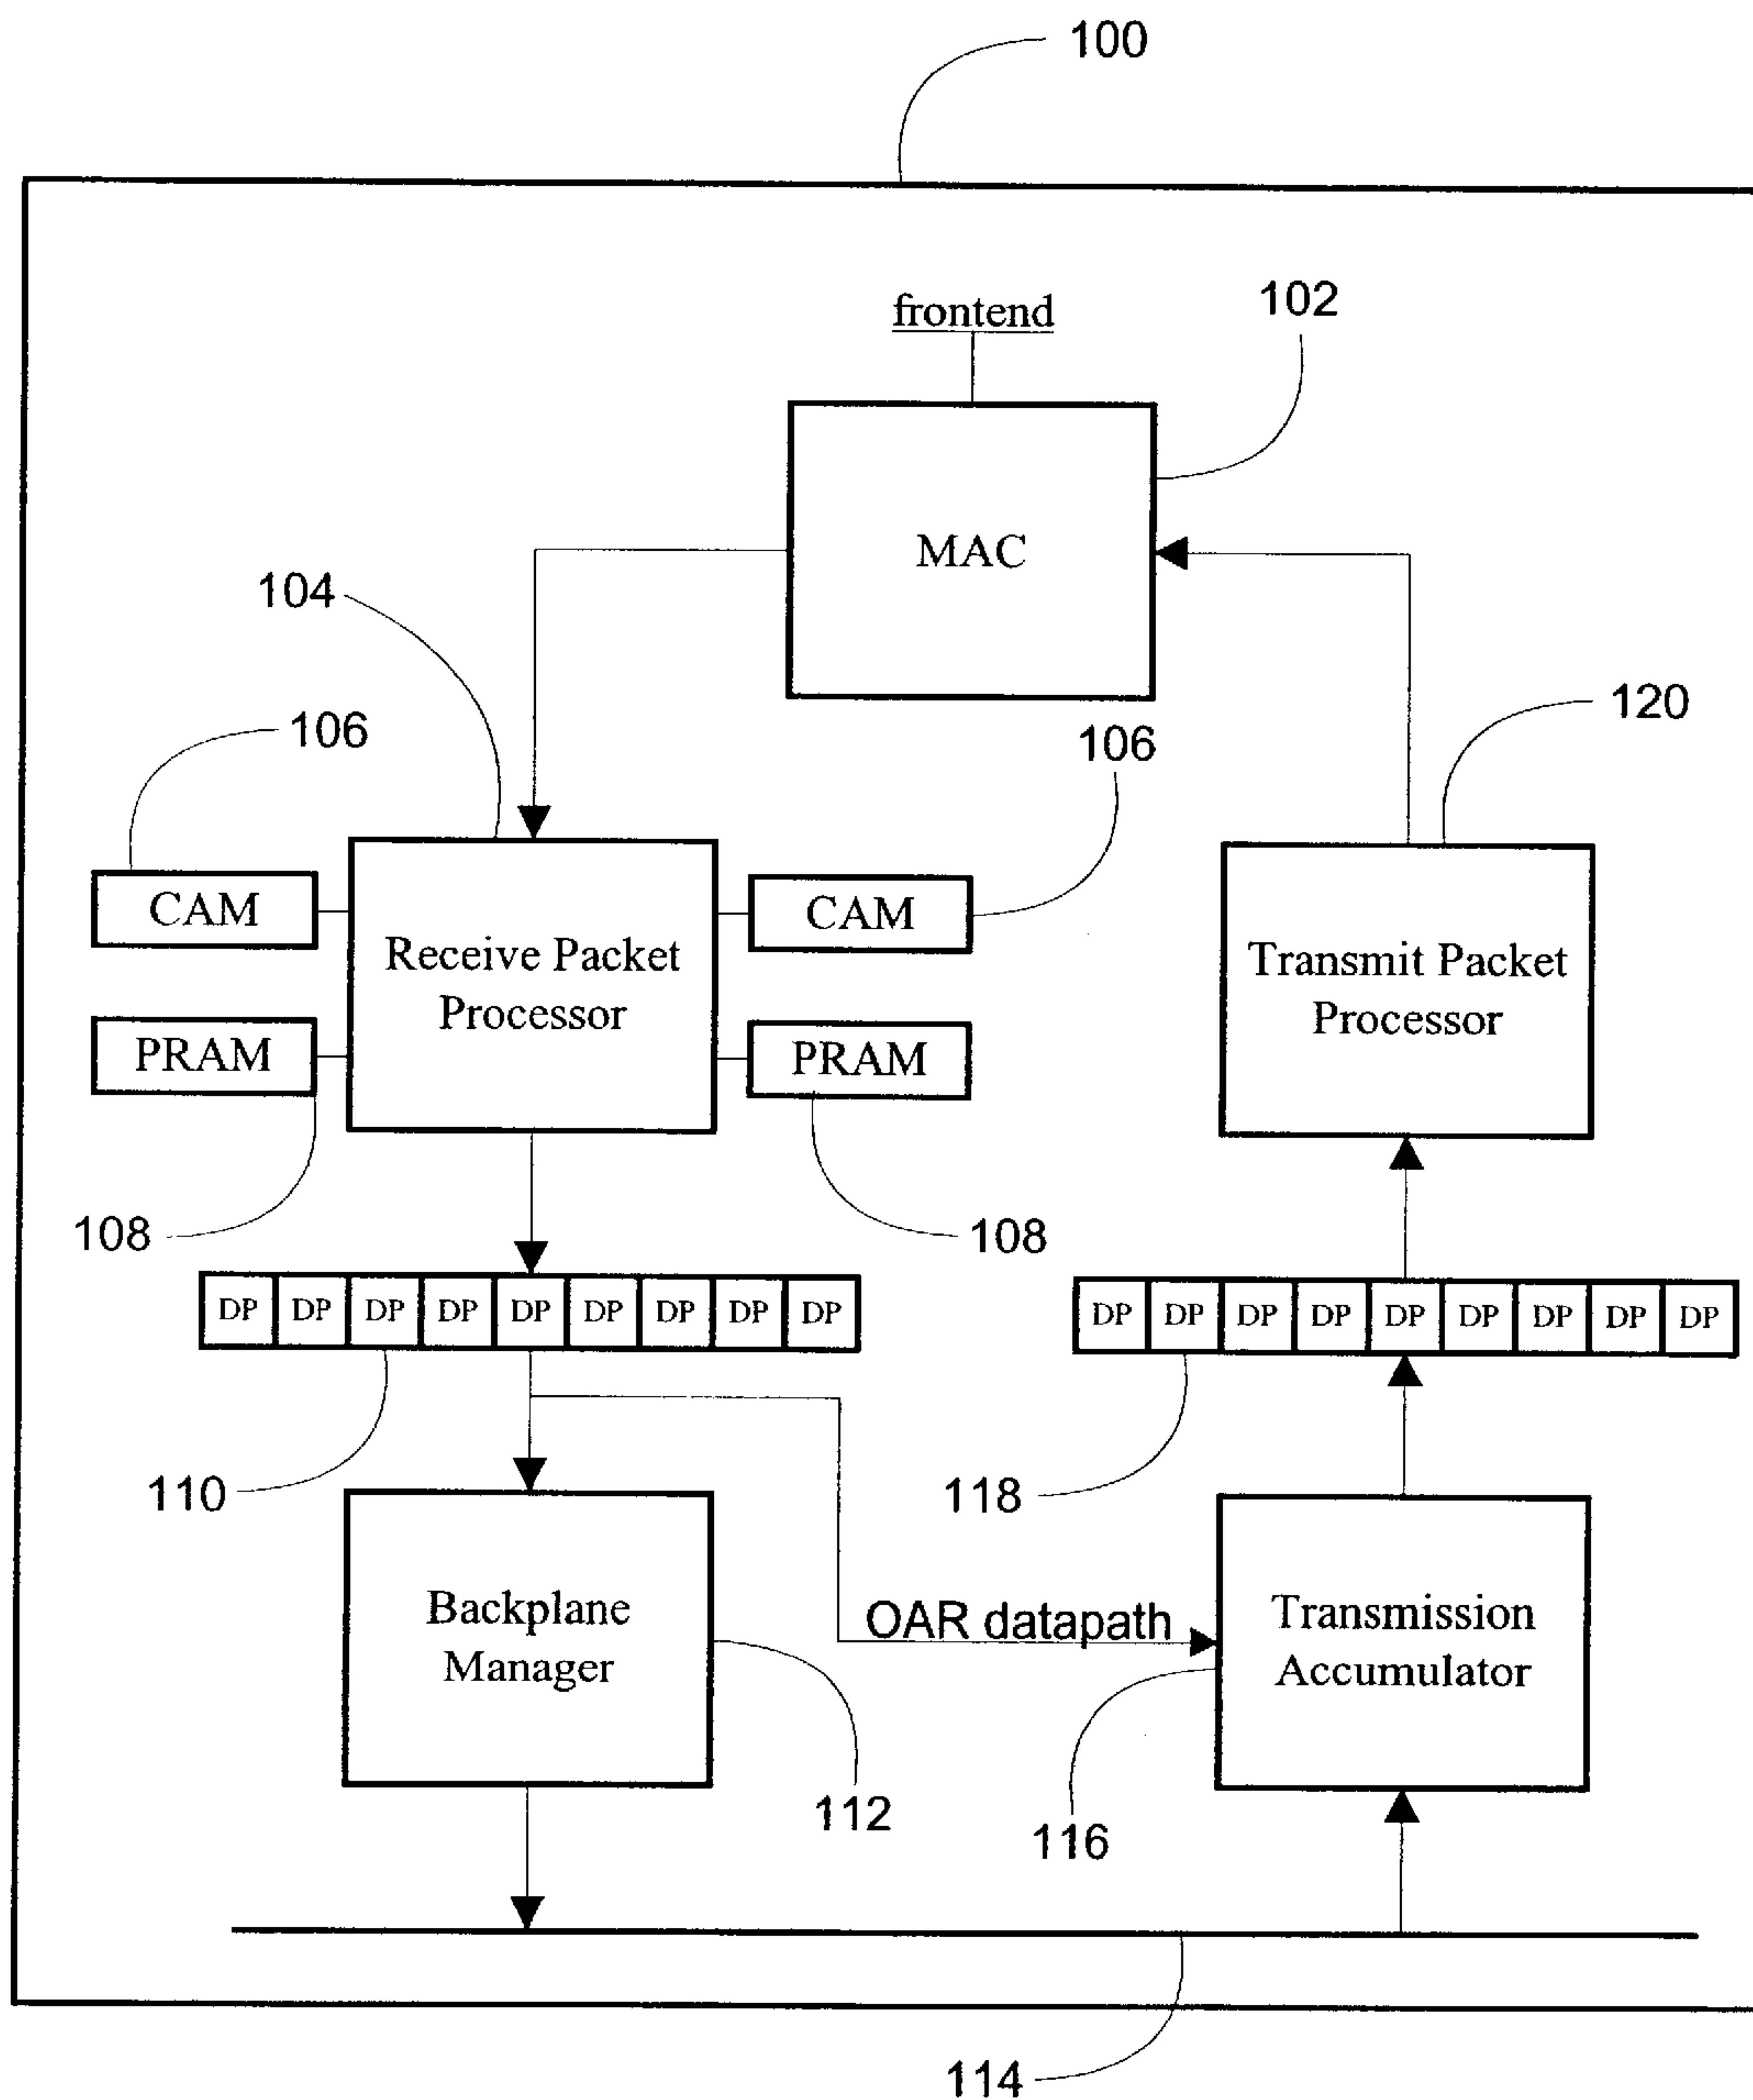 100
frontend
102
MAC
104
106
106
120
CAM
CAM
Receive Packet
Processor
Transmit Packet
Processor
PRAM
PRAM
108
108
DP DP DP DP DP DP DP DP DP
DP DP DP DP DP DP DP DP DP
110
118
Backplane
Manager
OAR datapath
Transmission
Accumulator
112
116
114